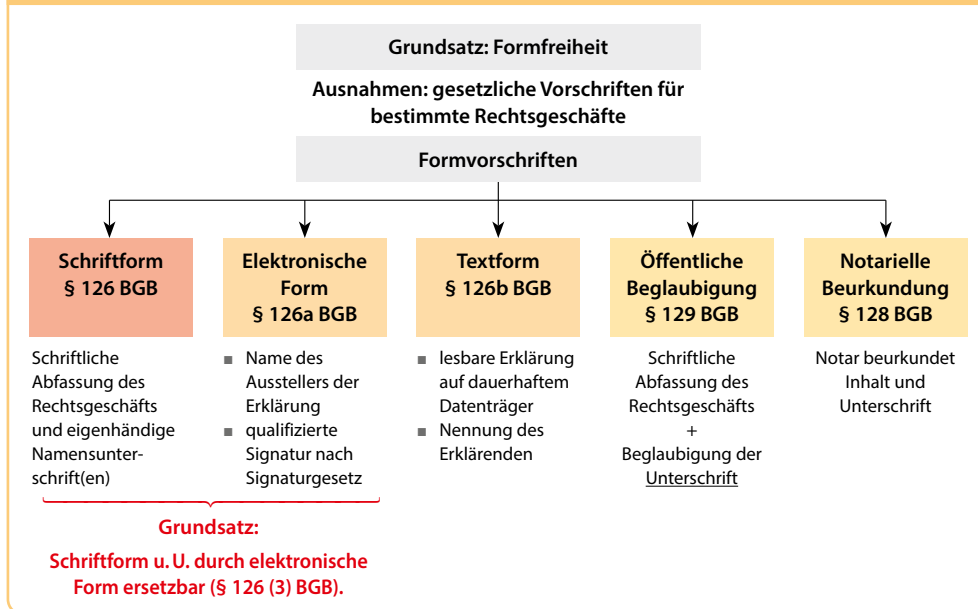 Grundsatz: Formfreiheit
Ausnahmen: gesetzliche Vorschriften für
bestimmte Rechtsgeschäfte
Formvorschriften
Schriftform
§ 126 BGB
Schriftliche
Abfassung des
Rechtsgeschäfts
und eigenhändige
Namensunter-
schrift(en)
Elektronische
Form
§ 126a BGB
■ Name des
Ausstellers der
Erklärung
■ qualifizierte
Signatur nach
Signaturgesetz
Textform
§ 126b BGB
■ lesbare Erklärung
auf dauerhaftem
Datenträger
■ Nennung des
Erklärenden
Öffentliche
Beglaubigung
§ 129 BGB
Schriftliche
Abfassung des
Rechtsgeschäfts
+
Beglaubigung der
Unterschrift
Notarielle
Beurkundung
§ 128 BGB
Notar beurkundet
Inhalt und
Unterschrift
Grundsatz:
Schriftform u. U. durch elektronische
Form ersetzbar (§ 126 (3) BGB).